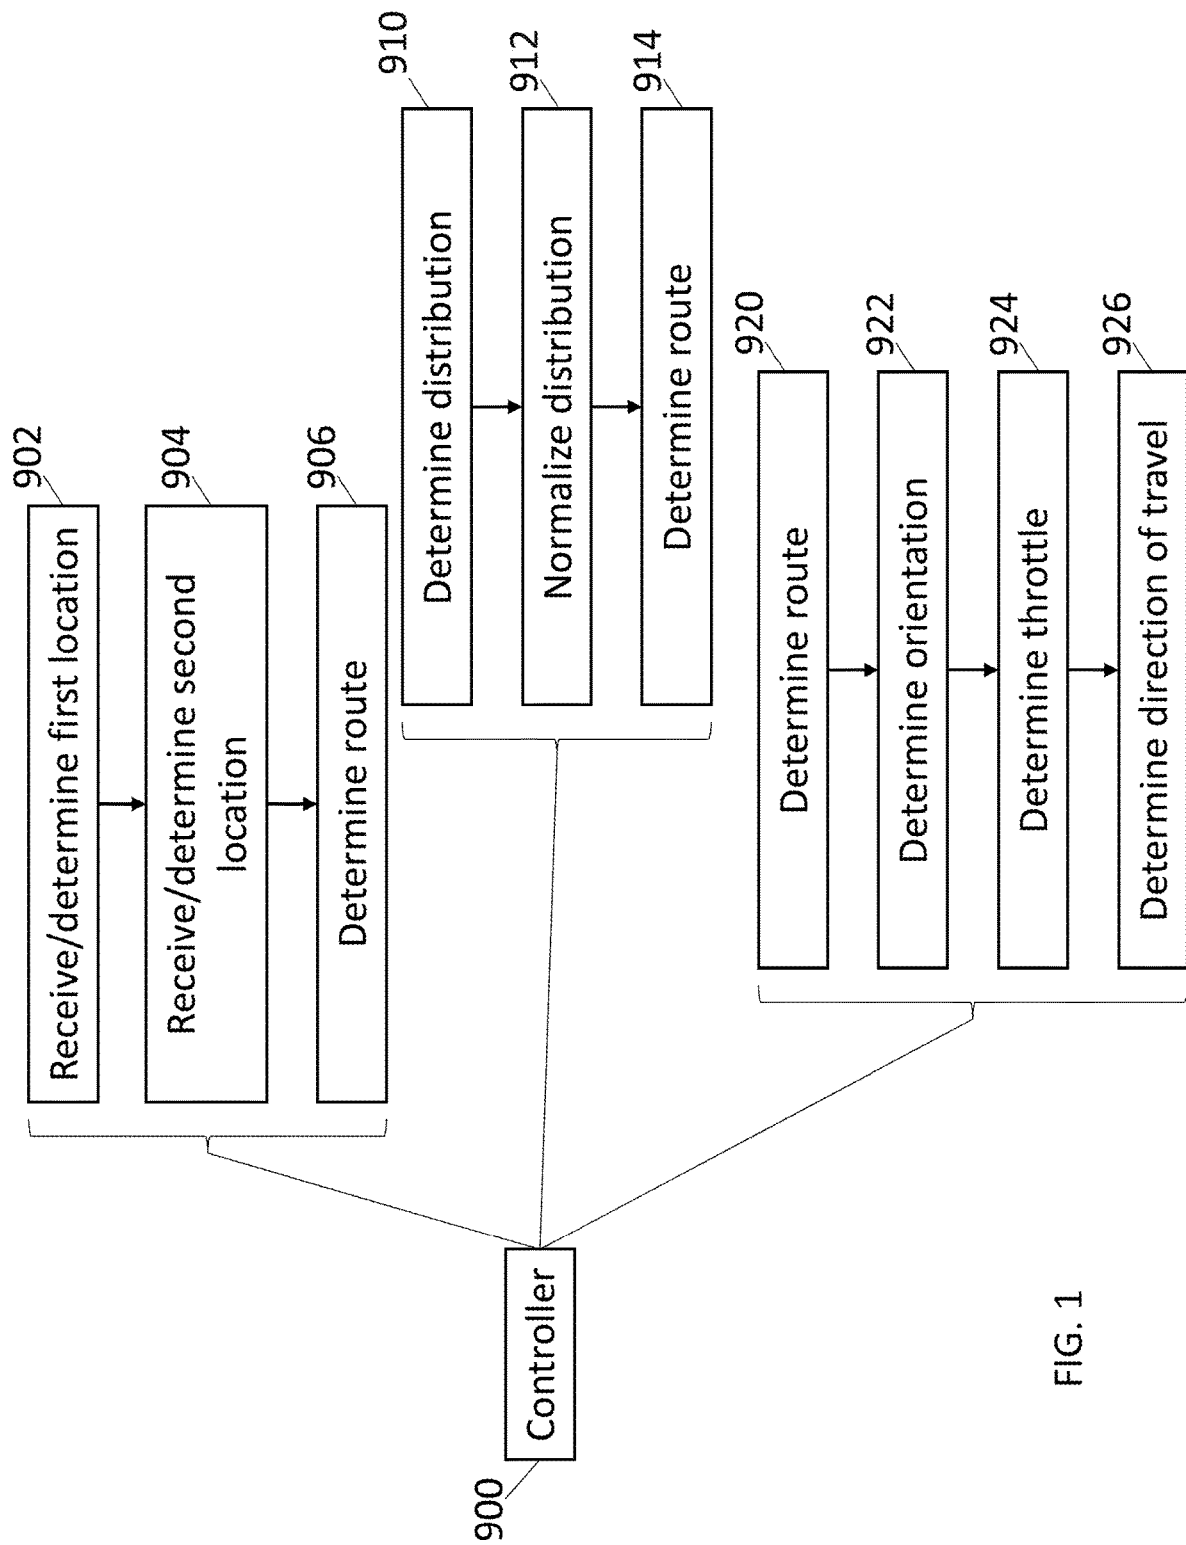 902
Receive/determine first location
904
Receive/determine second
location
906
Determine route
910
Determine distribution
912
Normalize distribution
914
Determine route
920
Determine route
922
Determine orientation
924
Determine throttle
926
Determine direction of travel
900
Controller
FIG. 1